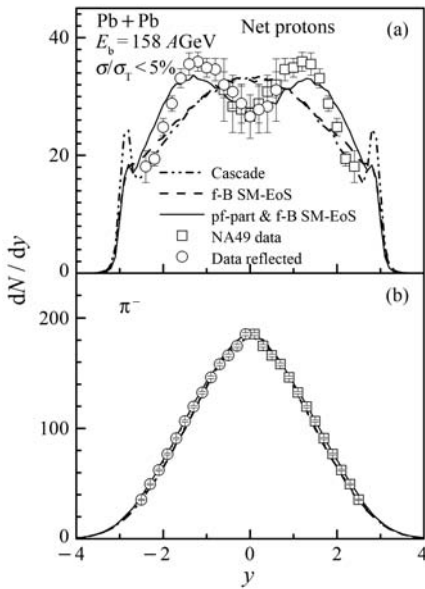 Pb + Pb
Net protons
(a)
E_b = 158 AGeV
σ/σ_T < 5%
40
20
0
Cascade
f-B SM-EoS
pf-part & f-B SM-EoS
NA49 data
Data reflected
dN / dy
π⁻
(b)
200
100
0
−4
−2
0
2
4
y